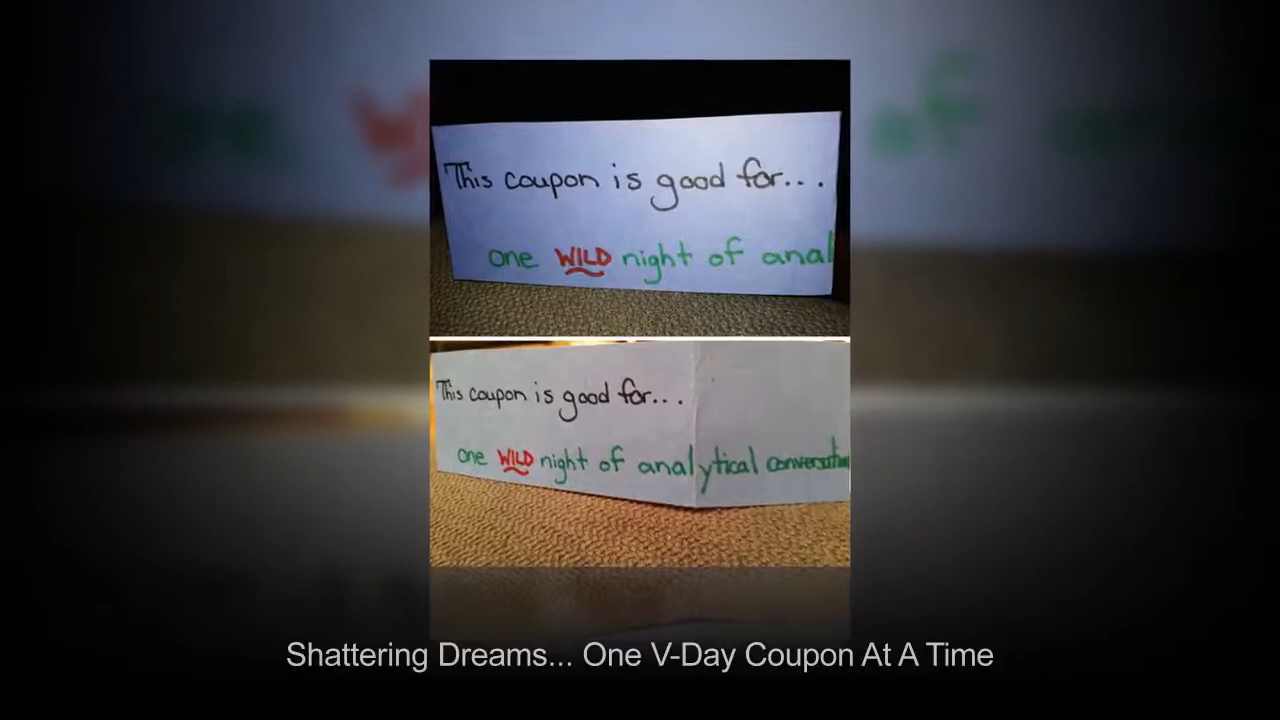 This coupon is good for...
one WILD night of anal
This coupon is good for...
one WILD night of analytical conversation
Shattering Dreams... One V-Day Coupon At A Time